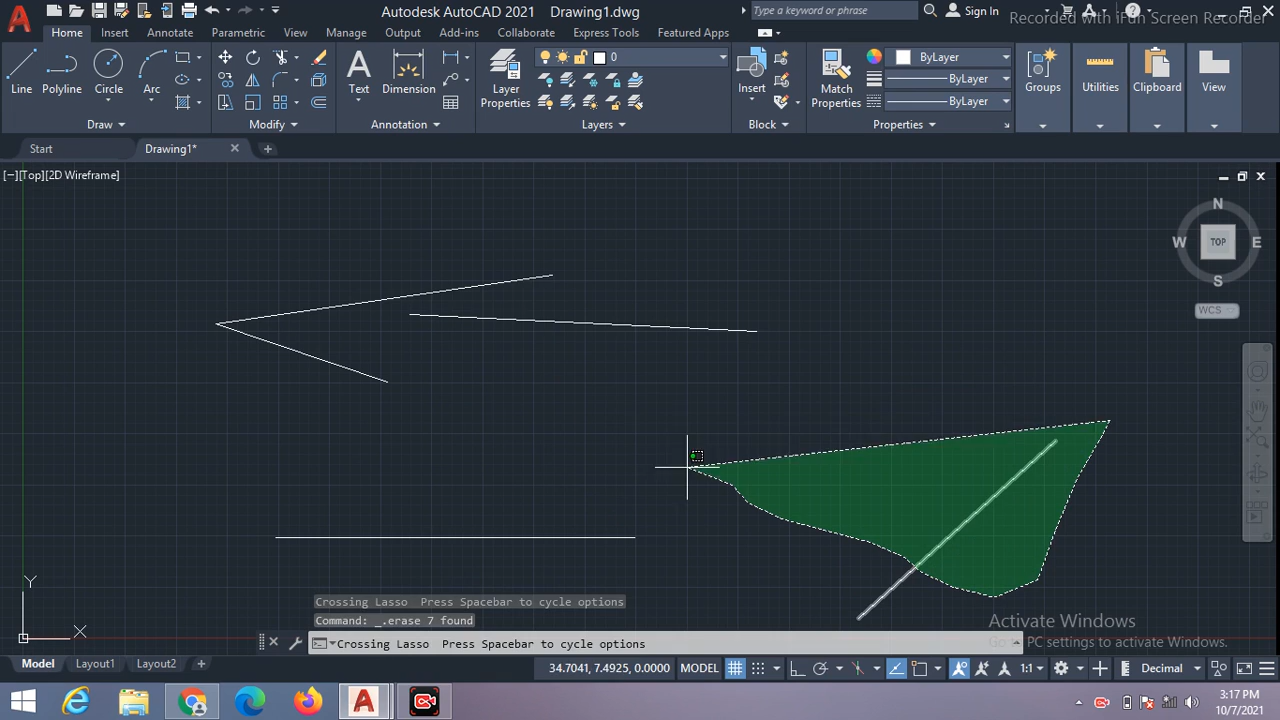 Autodesk AutoCAD 2021 Drawing1.dwg
Type a keyword or phrase
Sign In
Recorded with iFun Screen Recorder
Home Insert Annotate Parametric View Manage Output Add-ins Collaborate Express Tools Featured Apps
0
ByLayer
ByLayer
ByLayer
Line Polyline Circle Arc Text Dimension Layer Properties Insert Match Properties Groups Utilities Clipboard View
Draw Modify Annotation Layers Block Properties
Start Drawing1*
[−][Top][2D Wireframe]
N
W TOP E
S
WCS
Y
X
Crossing Lasso Press Spacebar to cycle options
Command: _.erase 7 found
Crossing Lasso Press Spacebar to cycle options
Activate Windows
Go to PC settings to activate Windows.
Model Layout1 Layout2
34.7041, 7.4925, 0.0000 MODEL 1:1 Decimal
3:17 PM
10/7/2021